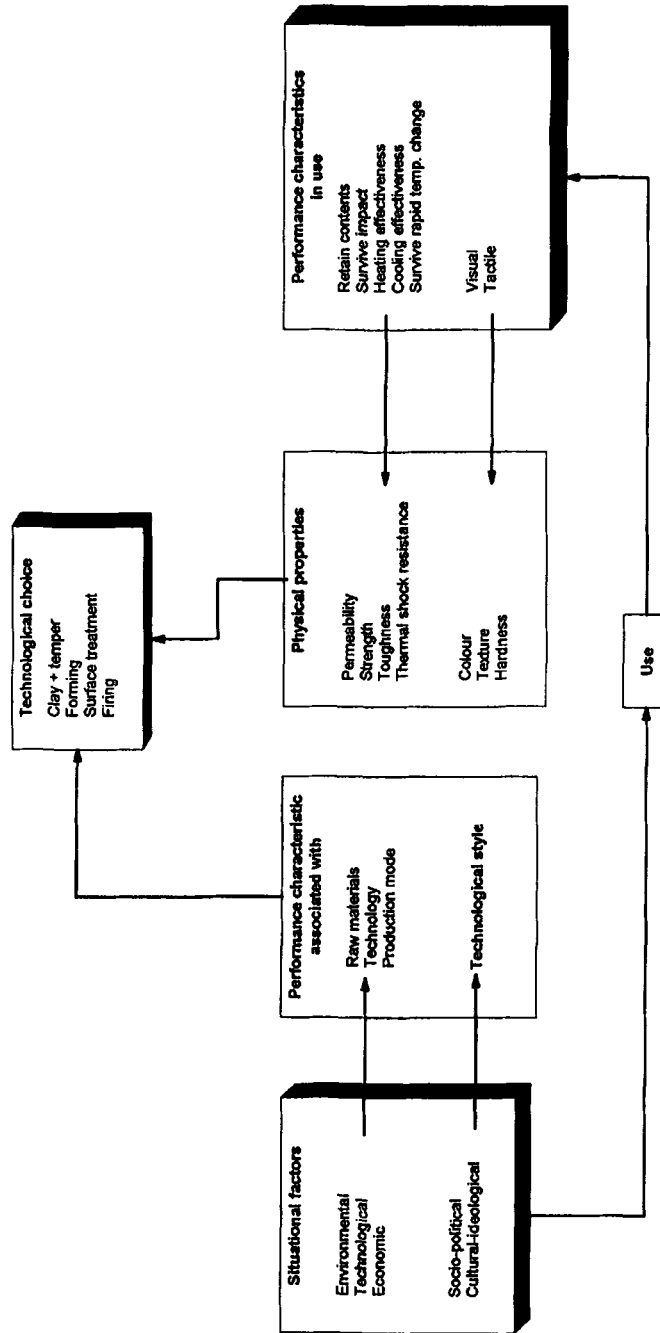 Technological choice
Clay + temper
Forming
Surface treatment
Firing
Situational factors
Environmental
Technological
Economic
Socio-political
Cultural-ideological
Performance characteristic
associated with
Raw materials
Technology
Production mode
Technological style
Physical properties
Permeability
Strength
Toughness
Thermal shock resistance
Colour
Texture
Hardness
Performance characteristics
in use
Retain contents
Survive impact
Heating effectiveness
Cooling effectiveness
Survive rapid temp. change
Visual
Tactile
Use